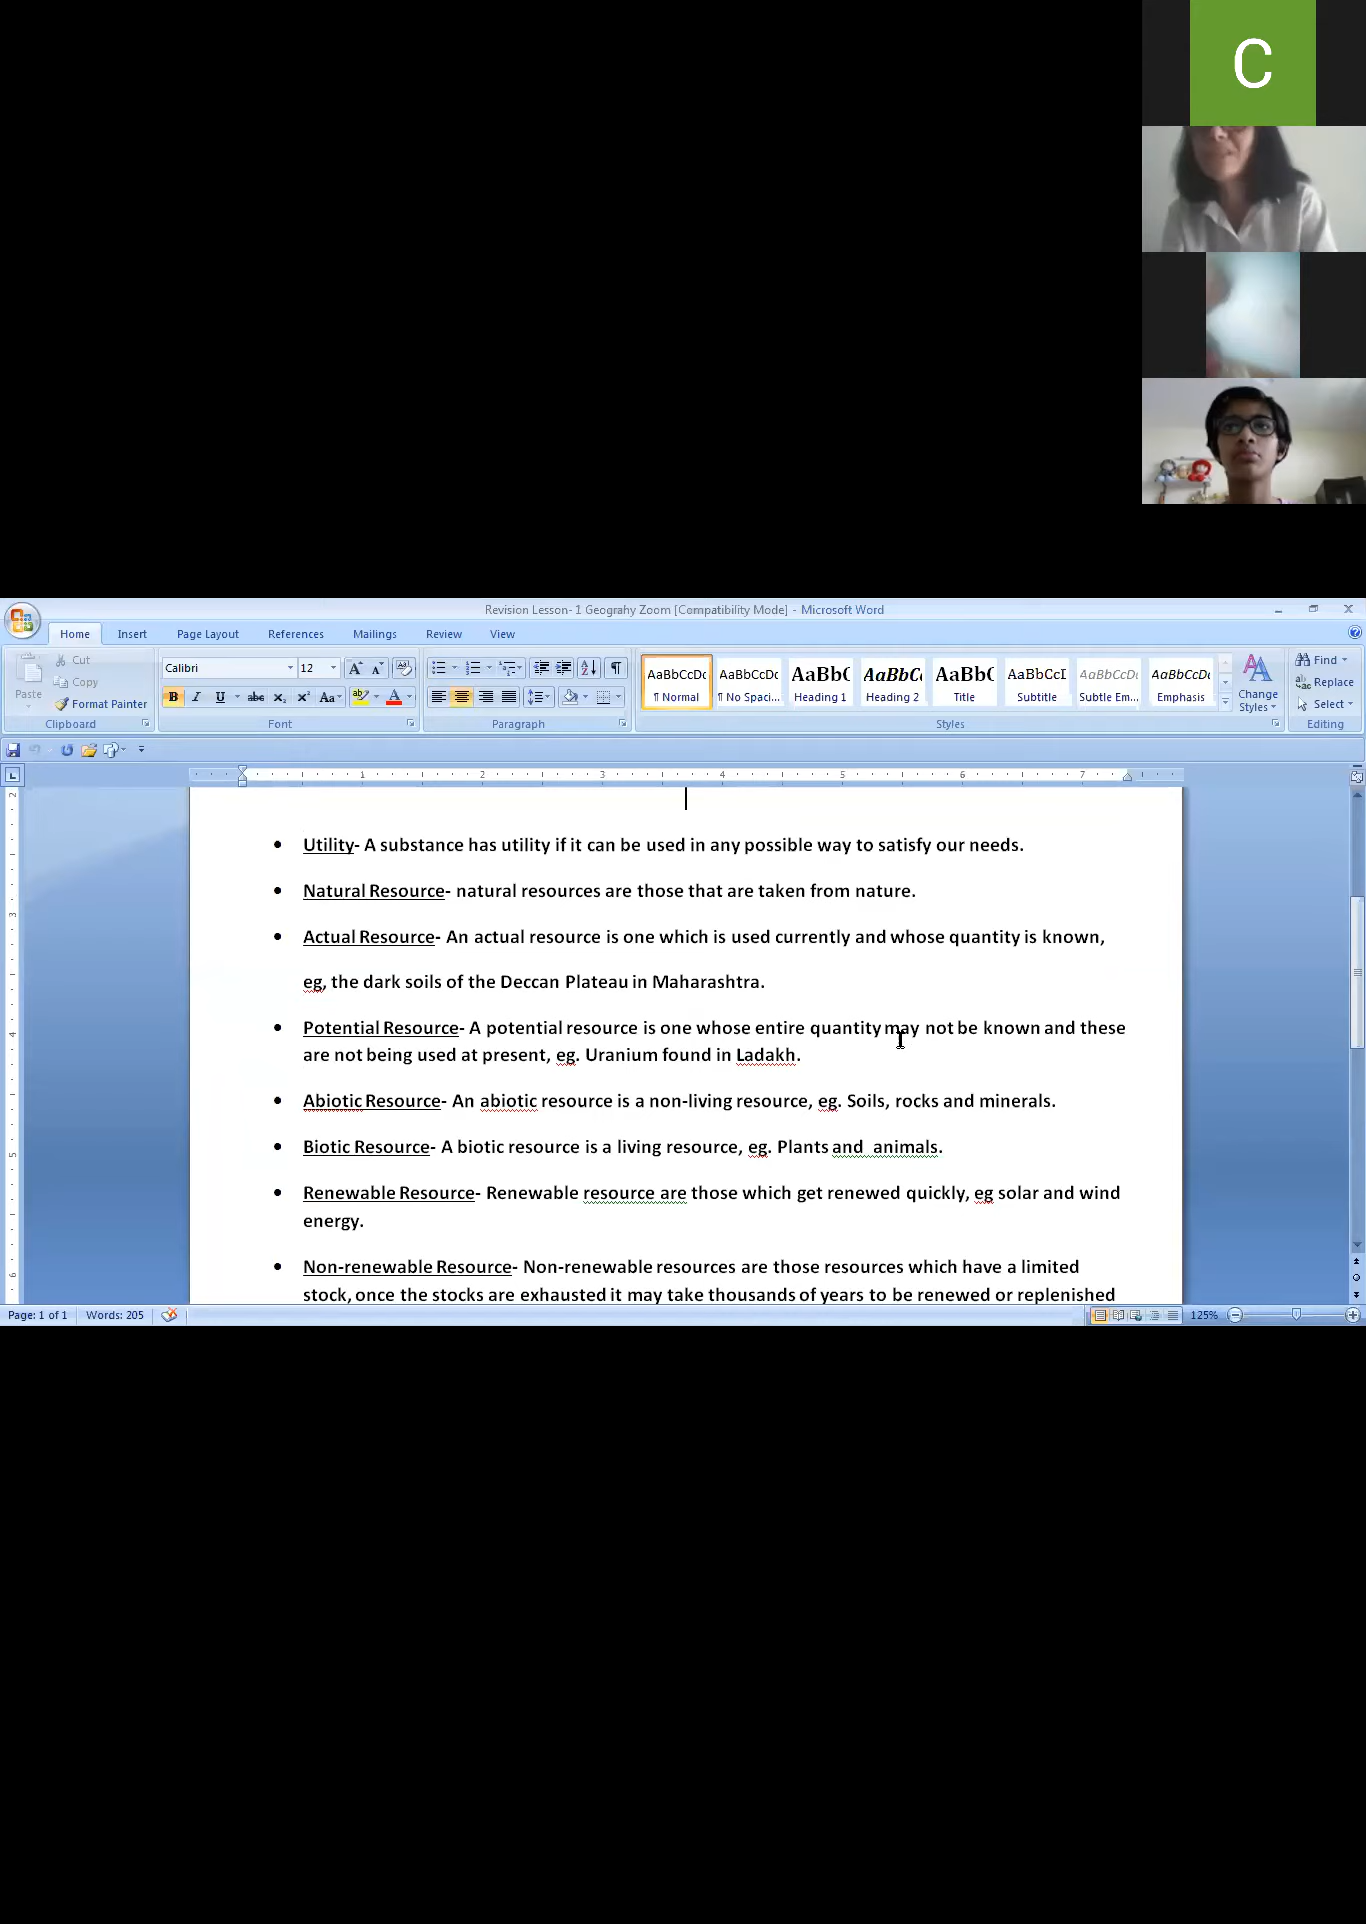 C
Revision Lesson- 1 Geograhy Zoom [Compatibility Mode] - Microsoft Word
Home Insert Page Layout References Mailings Review View
Cut
Copy
Paste
Format Painter
Clipboard
Calibri 12
Font
Paragraph
AaBbCcDc AaBbCcDc AaBbC AaBbC AaBbC AaBbCcI AaBbCcDc AaBbCcDc
¶ Normal ¶ No Spaci... Heading 1 Heading 2 Title Subtitle Subtle Em... Emphasis
Change Styles
Styles
Find
Replace
Select
Editing
1 2 3 4 5 6 7
Utility- A substance has utility if it can be used in any possible way to satisfy our needs.
Natural Resource- natural resources are those that are taken from nature.
Actual Resource- An actual resource is one which is used currently and whose quantity is known,
eg, the dark soils of the Deccan Plateau in Maharashtra.
Potential Resource- A potential resource is one whose entire quantity may not be known and these
are not being used at present, eg. Uranium found in Ladakh.
Abiotic Resource- An abiotic resource is a non-living resource, eg. Soils, rocks and minerals.
Biotic Resource- A biotic resource is a living resource, eg. Plants and  animals.
Renewable Resource- Renewable resource are those which get renewed quickly, eg solar and wind
energy.
Non-renewable Resource- Non-renewable resources are those resources which have a limited
stock, once the stocks are exhausted it may take thousands of years to be renewed or replenished
Page: 1 of 1 Words: 205 125%